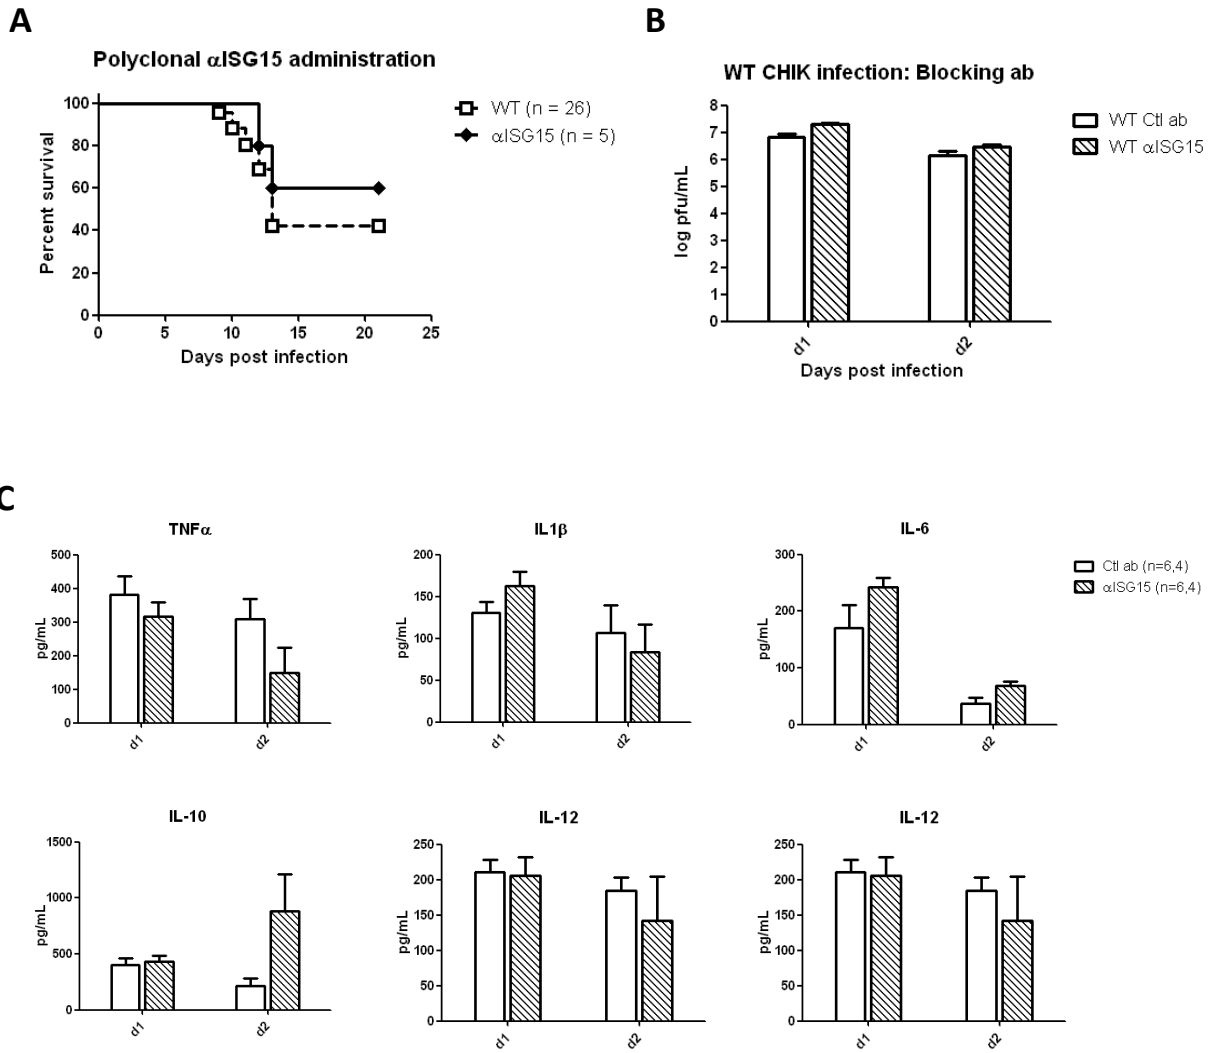 A
Polyclonal αISG15 administration
WT (n = 26)
αISG15 (n = 5)
Percent survival
100
80
60
40
20
0
0 5 10 15 20 25
Days post infection
B
WT CHIK infection: Blocking ab
WT Ctl ab
WT αISG15
log pfu/mL
8
7
6
5
4
3
2
1
0
d1 d2
Days post infection
C
TNFα
pg/mL
500
400
300
200
100
0
d1 d2
IL1β
pg/mL
200
150
100
50
0
d1 d2
IL-6
pg/mL
300
200
100
0
d1 d2
Ctl ab (n=6,4)
αISG15 (n=6,4)
IL-10
pg/mL
1500
1000
500
0
d1 d2
IL-12
pg/mL
250
200
150
100
50
0
d1 d2
IL-12
pg/mL
250
200
150
100
50
0
d1 d2